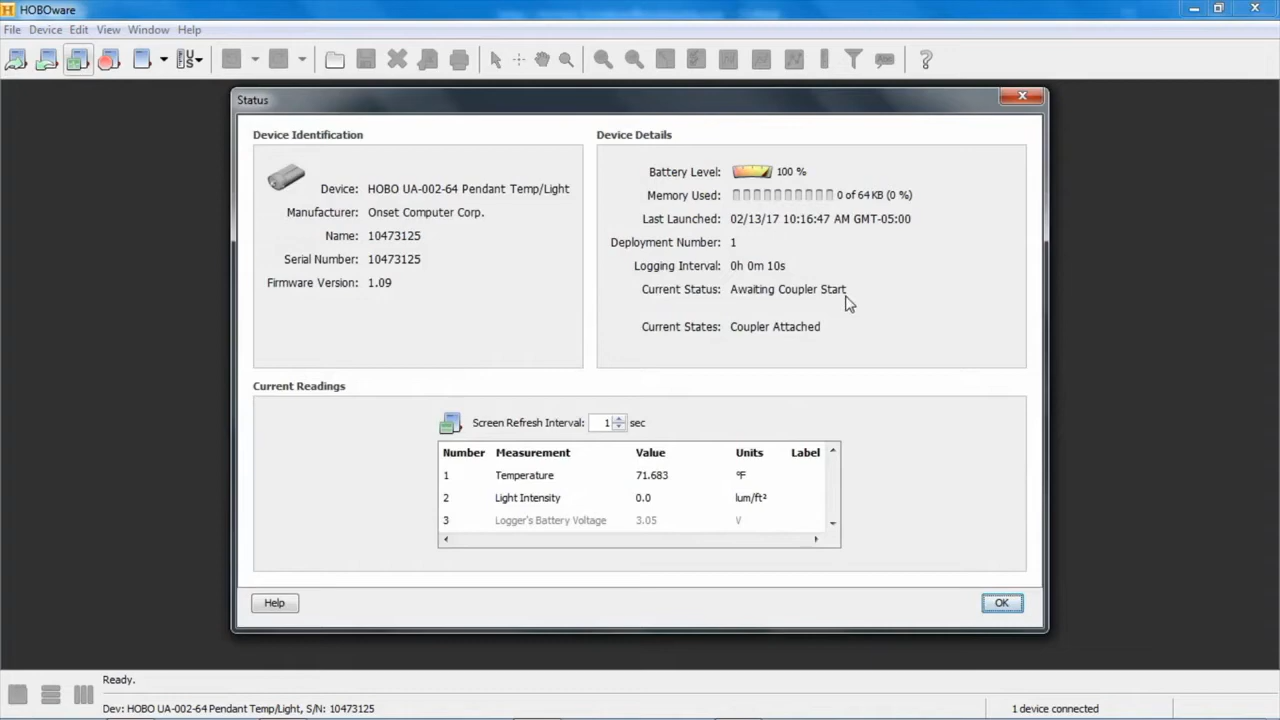 HOBOware
File Device Edit View Window Help
Status
Device Identification
Device: HOBO UA-002-64 Pendant Temp/Light
Manufacturer: Onset Computer Corp.
Name: 10473125
Serial Number: 10473125
Firmware Version: 1.09
Device Details
Battery Level: 100 %
Memory Used: 0 of 64 KB (0 %)
Last Launched: 02/13/17 10:16:47 AM GMT-05:00
Deployment Number: 1
Logging Interval: 0h 0m 10s
Current Status: Awaiting Coupler Start
Current States: Coupler Attached
Current Readings
Screen Refresh Interval: 1 sec
Number Measurement Value Units Label
1 Temperature 71.683 °F
2 Light Intensity 0.0 lum/ft²
3 Logger's Battery Voltage 3.05 V
Help OK
Ready.
Dev: HOBO UA-002-64 Pendant Temp/Light, S/N: 10473125 1 device connected